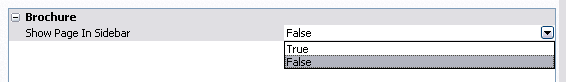 Brochure
Show Page In Sidebar False
True
False